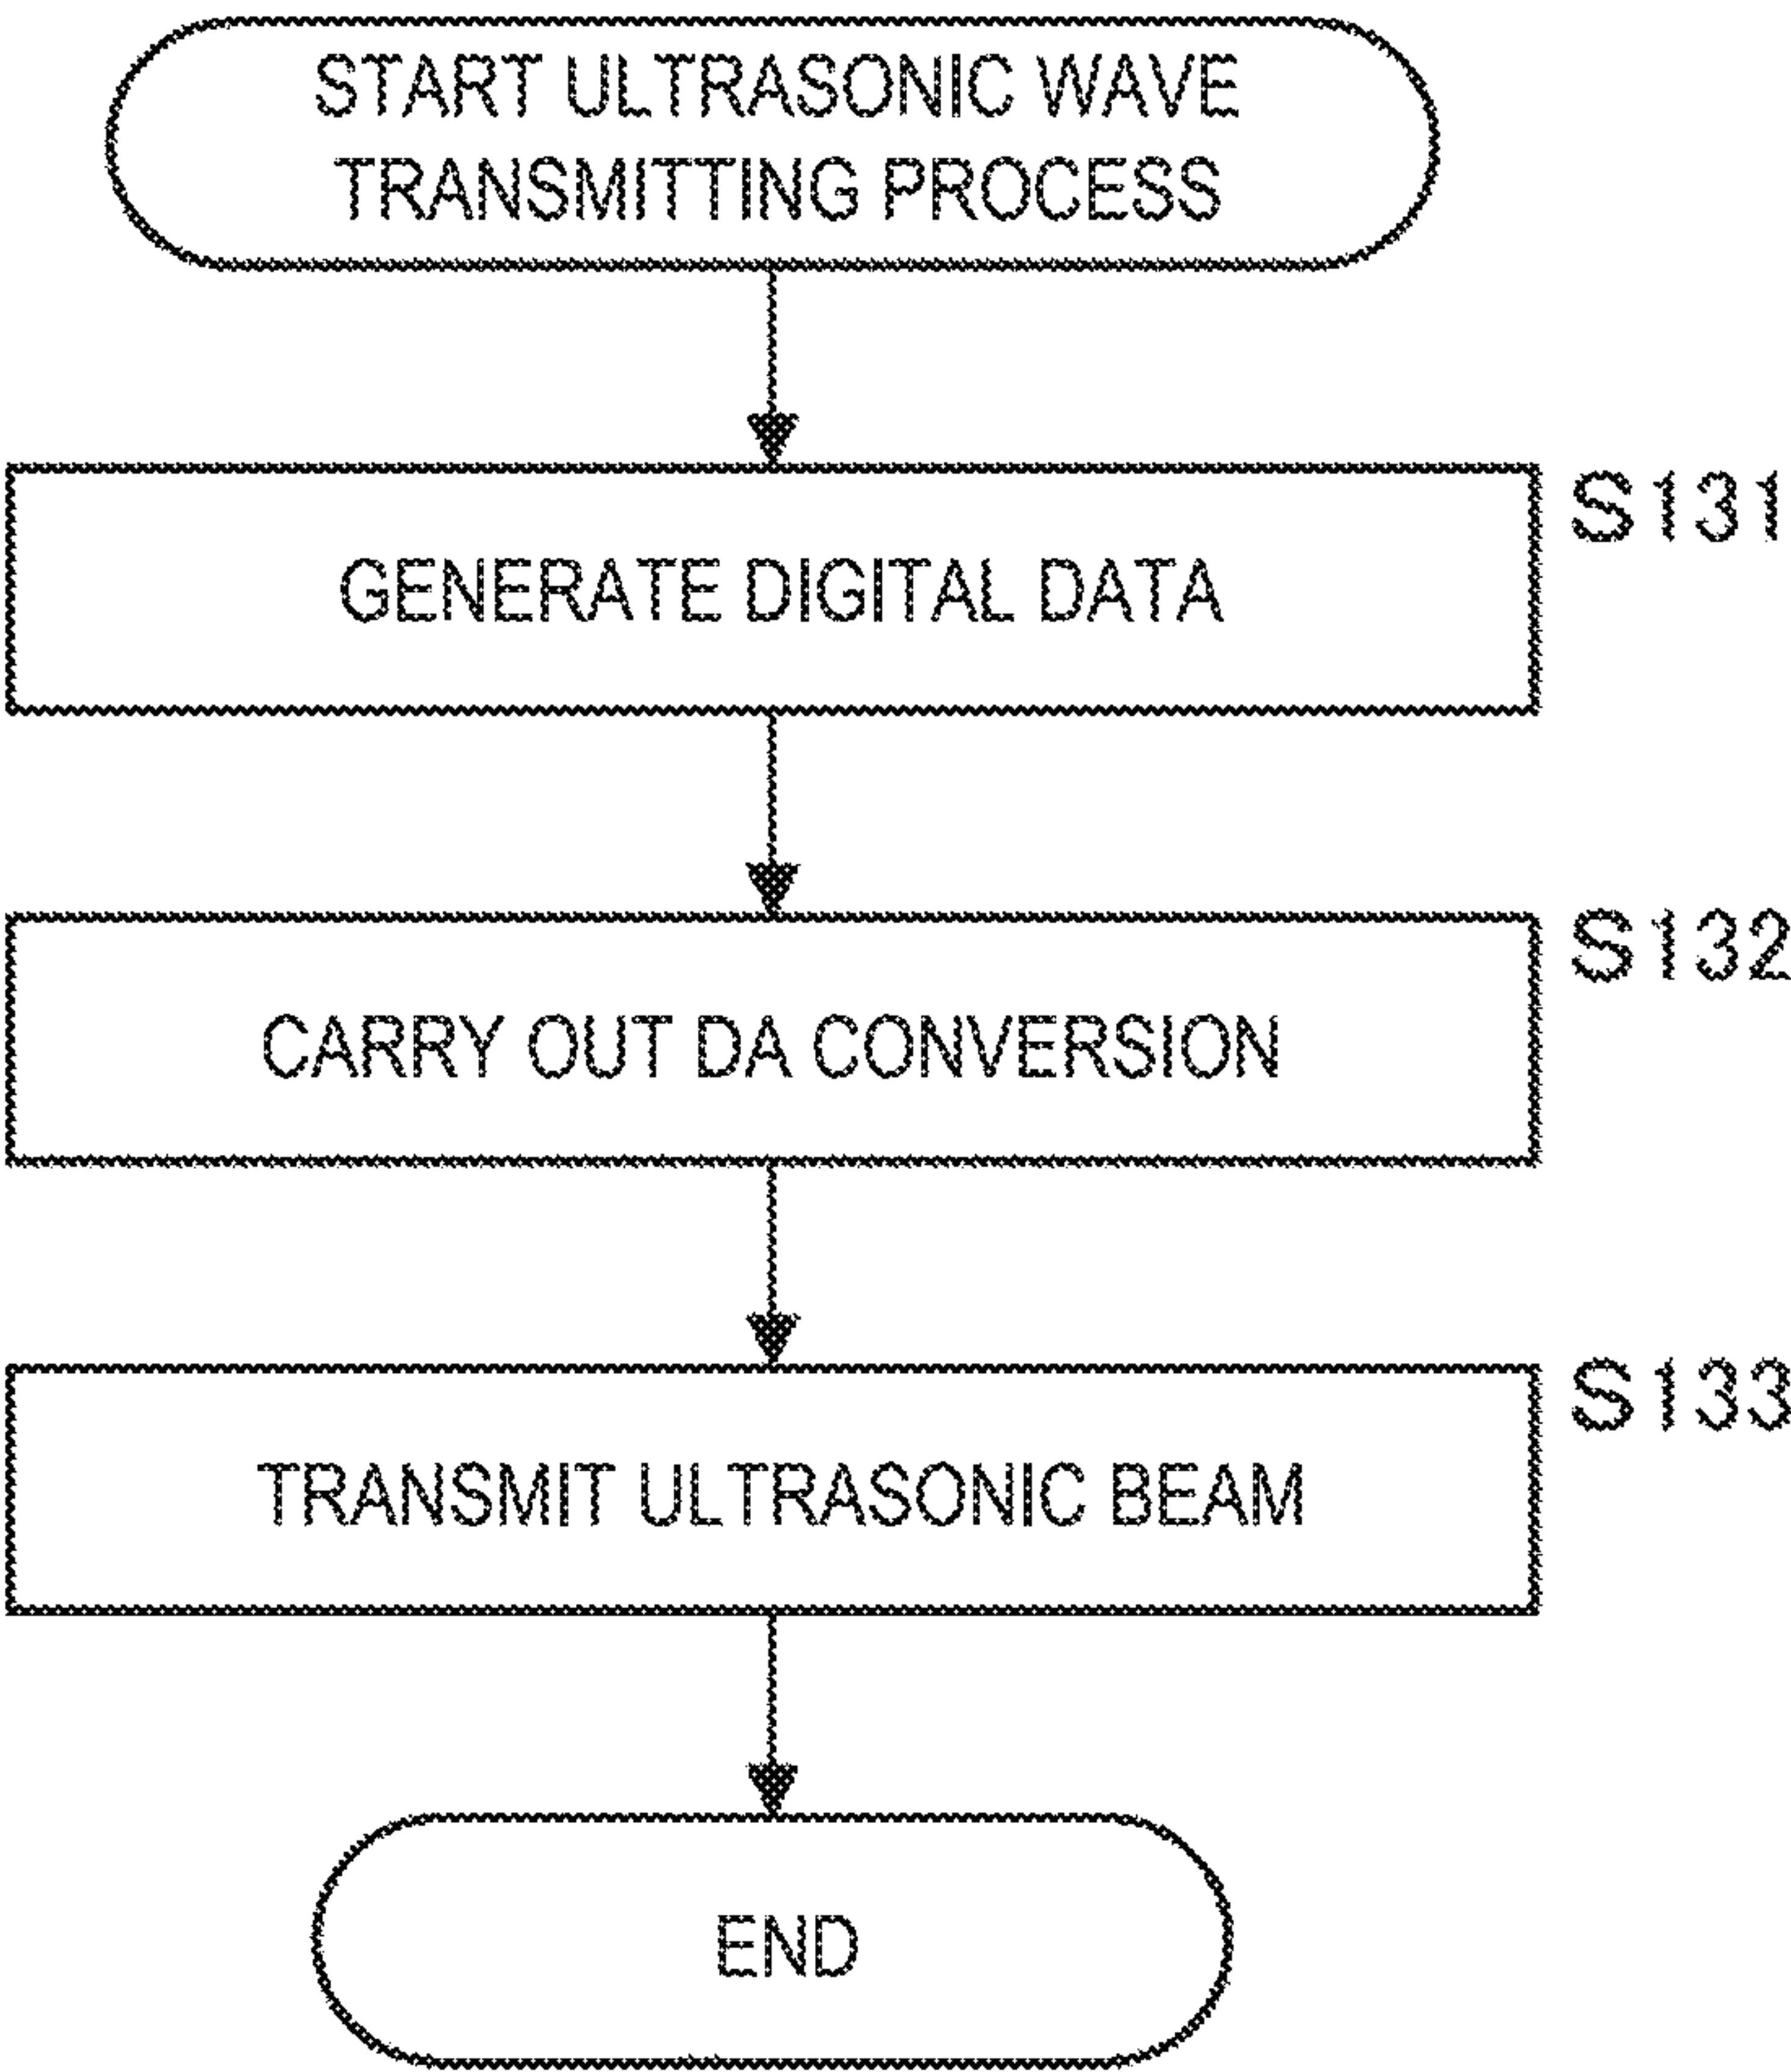 START ULTRASONIC WAVE
TRANSMITTING PROCESS
S131
GENERATE DIGITAL DATA
S132
CARRY OUT DA CONVERSION
S133
TRANSMIT ULTRASONIC BEAM
END